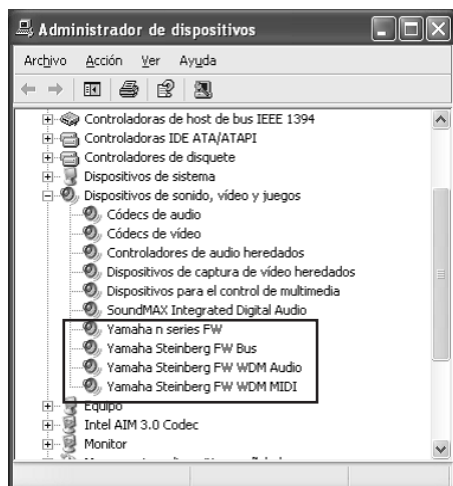 Administrador de dispositivos
Archivo Acción Ver Ayuda
Controladoras de host de bus IEEE 1394
Controladoras IDE ATA/ATAPI
Controladores de disquete
Dispositivos de sistema
Dispositivos de sonido, vídeo y juegos
Códecs de audio
Códecs de vídeo
Controladores de audio heredados
Dispositivos de captura de vídeo heredados
Dispositivos para el control de multimedia
SoundMAX Integrated Digital Audio
Yamaha n series FW
Yamaha Steinberg FW Bus
Yamaha Steinberg FW WDM Audio
Yamaha Steinberg FW WDM MIDI
Equipo
Intel AIM 3.0 Codec
Monitor